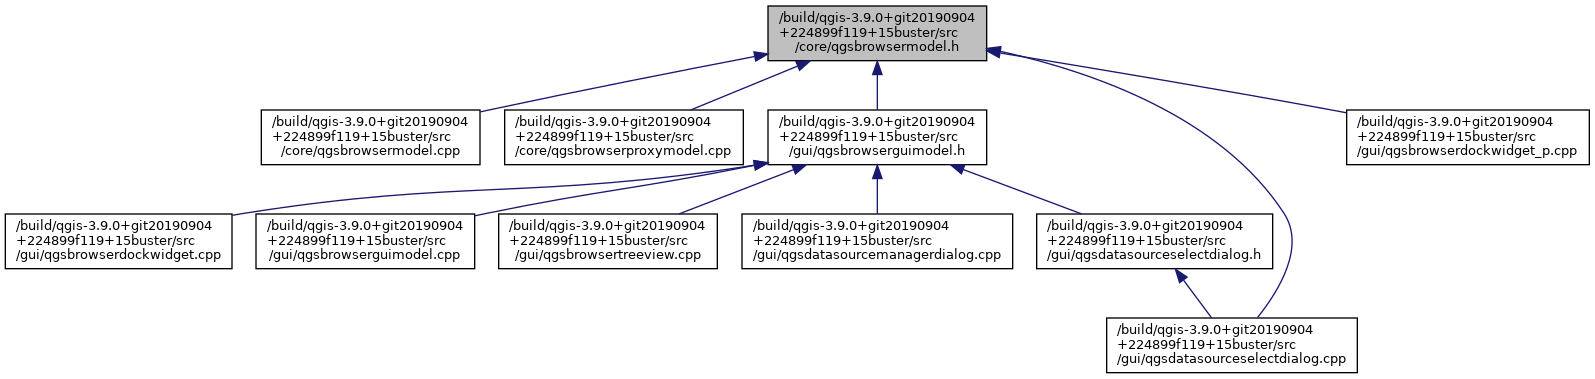 /build/qgis-3.9.0+git20190904
+224899f119+15buster/src
/core/qgsbrowsermodel.h
/build/qgis-3.9.0+git20190904
+224899f119+15buster/src
/core/qgsbrowsermodel.cpp
/build/qgis-3.9.0+git20190904
+224899f119+15buster/src
/core/qgsbrowserproxymodel.cpp
/build/qgis-3.9.0+git20190904
+224899f119+15buster/src
/gui/qgsbrowserguimodel.h
/build/qgis-3.9.0+git20190904
+224899f119+15buster/src
/gui/qgsbrowserdockwidget_p.cpp
/build/qgis-3.9.0+git20190904
+224899f119+15buster/src
/gui/qgsbrowserdockwidget.cpp
/build/qgis-3.9.0+git20190904
+224899f119+15buster/src
/gui/qgsbrowserguimodel.cpp
/build/qgis-3.9.0+git20190904
+224899f119+15buster/src
/gui/qgsbrowsertreeview.cpp
/build/qgis-3.9.0+git20190904
+224899f119+15buster/src
/gui/qgsdatasourcemanagerdialog.cpp
/build/qgis-3.9.0+git20190904
+224899f119+15buster/src
/gui/qgsdatasourceselectdialog.h
/build/qgis-3.9.0+git20190904
+224899f119+15buster/src
/gui/qgsdatasourceselectdialog.cpp